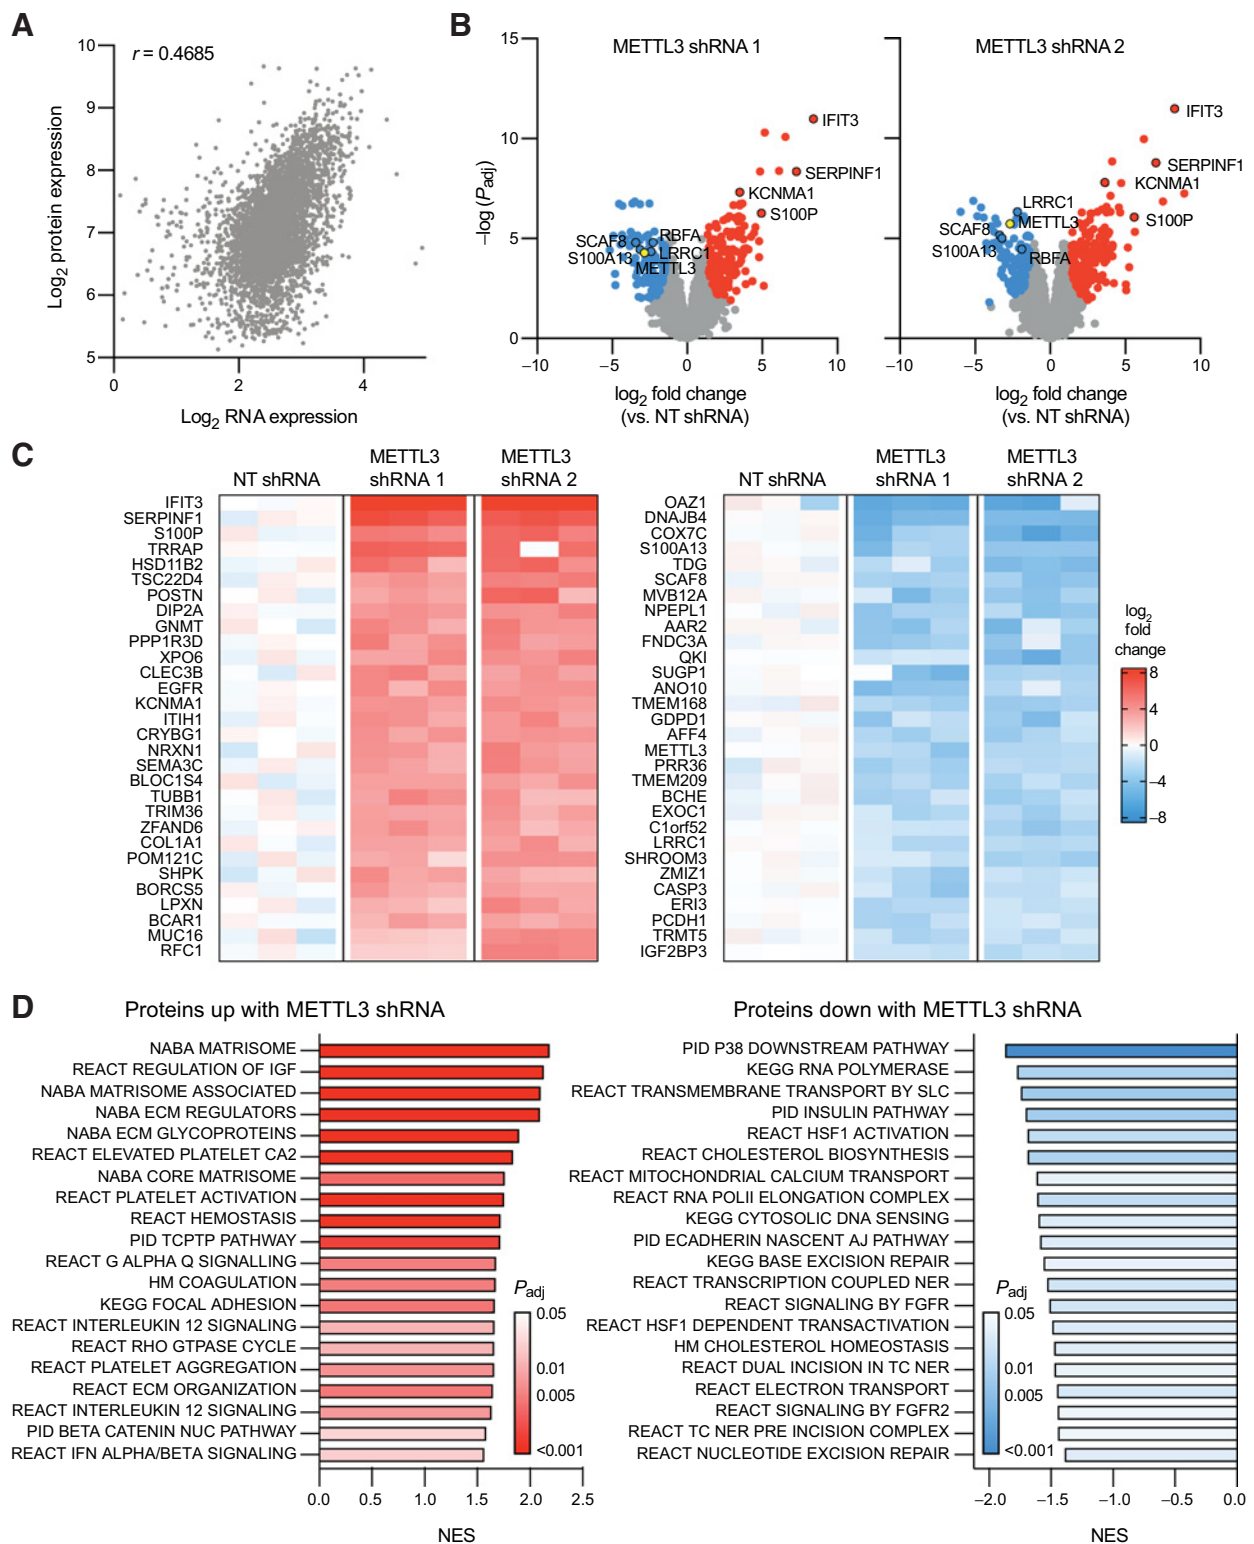 A
r = 0.4685
10
9
8
7
6
5
0
2
4
Log2 protein expression
Log2 RNA expression
B
METTL3 shRNA 1
15
10
5
0
–log (Padj)
IFIT3
SERPINF1
KCNMA1
S100P
SCAF8
RBFA
S100A13
LRRC1
METTL3
–10
–5
0
5
10
log2 fold change
(vs. NT shRNA)
METTL3 shRNA 2
IFIT3
SERPINF1
KCNMA1
LRRC1
METTL3
S100P
SCAF8
S100A13
RBFA
–10
–5
0
5
10
log2 fold change
(vs. NT shRNA)
C
NT shRNA
METTL3
shRNA 1
METTL3
shRNA 2
IFIT3
SERPINF1
S100P
TRRAP
HSD11B2
TSC22D4
POSTN
DIP2A
GNMT
PPP1R3D
XPO6
CLEC3B
EGFR
KCNMA1
ITIH1
CRYBG1
NRXN1
SEMA3C
BLOC1S4
TUBB1
TRIM36
ZFAND6
COL1A1
POM121C
SHPK
BORCS5
LPXN
BCAR1
MUC16
RFC1
NT shRNA
METTL3
shRNA 1
METTL3
shRNA 2
OAZ1
DNAJB4
COX7C
S100A13
TDG
SCAF8
MVB12A
NPEPL1
AAR2
FNDC3A
QKI
SUGP1
ANO10
TMEM168
GDPD1
AFF4
METTL3
PRR36
TMEM209
BCHE
EXOC1
C1orf52
LRRC1
SHROOM3
ZMIZ1
CASP3
ERI3
PCDH1
TRMT5
IGF2BP3
log2
fold
change
8
4
0
–4
–8
D
Proteins up with METTL3 shRNA
NABA MATRISOME
REACT REGULATION OF IGF
NABA MATRISOME ASSOCIATED
NABA ECM REGULATORS
NABA ECM GLYCOPROTEINS
REACT ELEVATED PLATELET CA2
NABA CORE MATRISOME
REACT PLATELET ACTIVATION
REACT HEMOSTASIS
PID TCPTP PATHWAY
REACT G ALPHA Q SIGNALLING
HM COAGULATION
KEGG FOCAL ADHESION
REACT INTERLEUKIN 12 SIGNALING
REACT RHO GTPASE CYCLE
REACT PLATELET AGGREGATION
REACT ECM ORGANIZATION
REACT INTERLEUKIN 12 SIGNALING
PID BETA CATENIN NUC PATHWAY
REACT IFN ALPHA/BETA SIGNALING
Padj
0.05
0.01
0.005
<0.001
0.0
0.5
1.0
1.5
2.0
2.5
NES
Proteins down with METTL3 shRNA
PID P38 DOWNSTREAM PATHWAY
KEGG RNA POLYMERASE
REACT TRANSMEMBRANE TRANSPORT BY SLC
PID INSULIN PATHWAY
REACT HSF1 ACTIVATION
REACT CHOLESTEROL BIOSYNTHESIS
REACT MITOCHONDRIAL CALCIUM TRANSPORT
REACT RNA POLII ELONGATION COMPLEX
KEGG CYTOSOLIC DNA SENSING
PID ECADHERIN NASCENT AJ PATHWAY
KEGG BASE EXCISION REPAIR
REACT TRANSCRIPTION COUPLED NER
REACT SIGNALING BY FGFR
REACT HSF1 DEPENDENT TRANSACTIVATION
HM CHOLESTEROL HOMEOSTASIS
REACT DUAL INCISION IN TC NER
REACT ELECTRON TRANSPORT
REACT SIGNALING BY FGFR2
REACT TC NER PRE INCISION COMPLEX
REACT NUCLEOTIDE EXCISION REPAIR
Padj
0.05
0.01
0.005
<0.001
–2.0
–1.5
–1.0
–0.5
0.0
NES